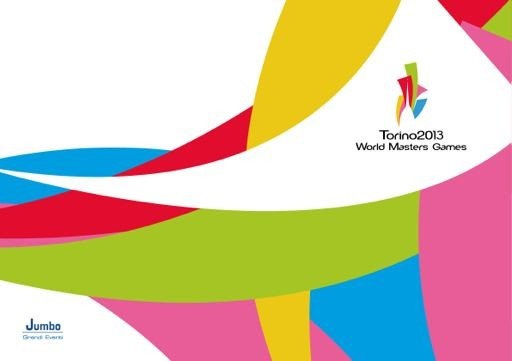 Torino2013
World Masters Games
Jumbo
Grandi Eventi